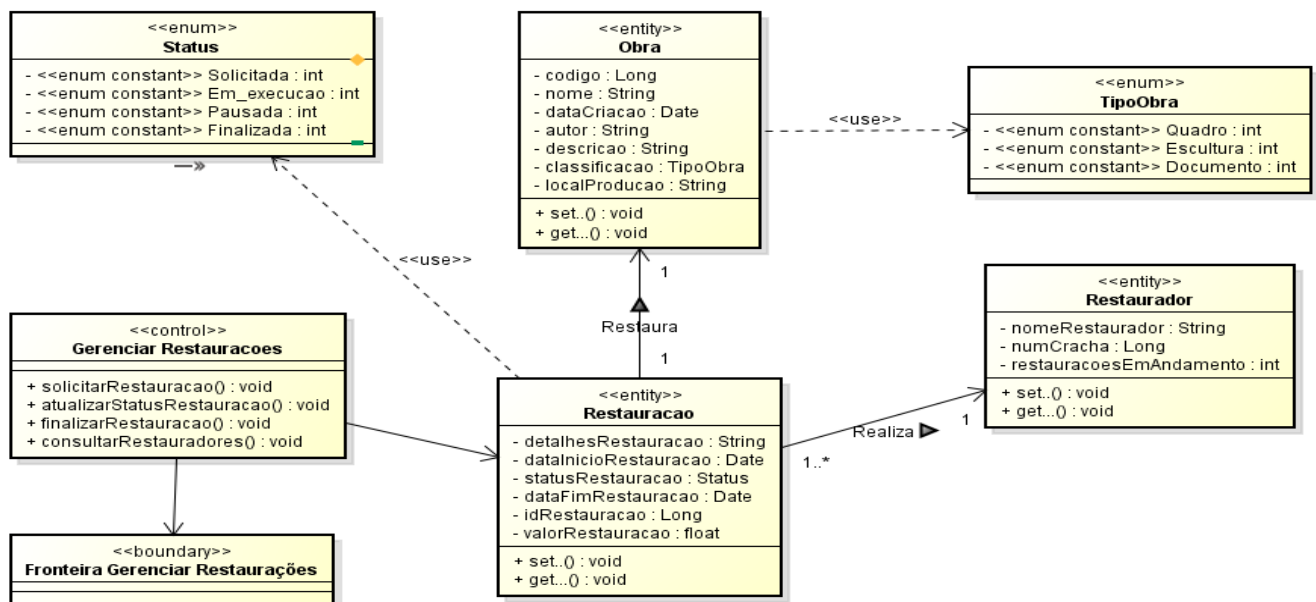 <<enum>>
Status
- <<enum constant>> Solicitada : int
- <<enum constant>> Em_execucao : int
- <<enum constant>> Pausada : int
- <<enum constant>> Finalizada : int
<<entity>>
Obra
- codigo : Long
- nome : String
- dataCriacao : Date
- autor : String
- descricao : String
- classificacao : TipoObra
- localProducao : String
+ set..() : void
+ get...() : void
<<use>>
<<enum>>
TipoObra
- <<enum constant>> Quadro : int
- <<enum constant>> Escultura : int
- <<enum constant>> Documento : int
<<use>>
1
Restaura
1
<<entity>>
Restaurador
- nomeRestaurador : String
- numCracha : Long
- restauracoesEmAndamento : int
+ set..() : void
+ get...() : void
<<control>>
Gerenciar Restauracoes
+ solicitarRestauracao() : void
+ atualizarStatusRestauracao() : void
+ finalizarRestauracao() : void
+ consultarRestauradores() : void
<<entity>>
Restauracao
- detalhesRestauracao : String
- dataInicioRestauracao : Date
- statusRestauracao : Status
- dataFimRestauracao : Date
- idRestauracao : Long
- valorRestauracao : float
+ set..() : void
+ get...() : void
Realiza
1
1..*
<<boundary>>
Fronteira Gerenciar Restaurações